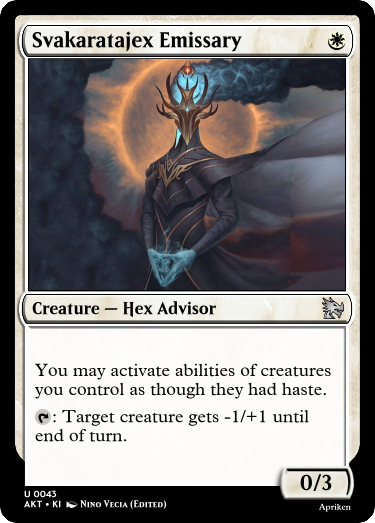 Svakaratajex Emissary
Creature — Hex Advisor
You may activate abilities of creatures
you control as though they had haste.
: Target creature gets -1/+1 until
end of turn.
0/3
U 0043
AKT • KI Nino Vecia (Edited)
Apriken